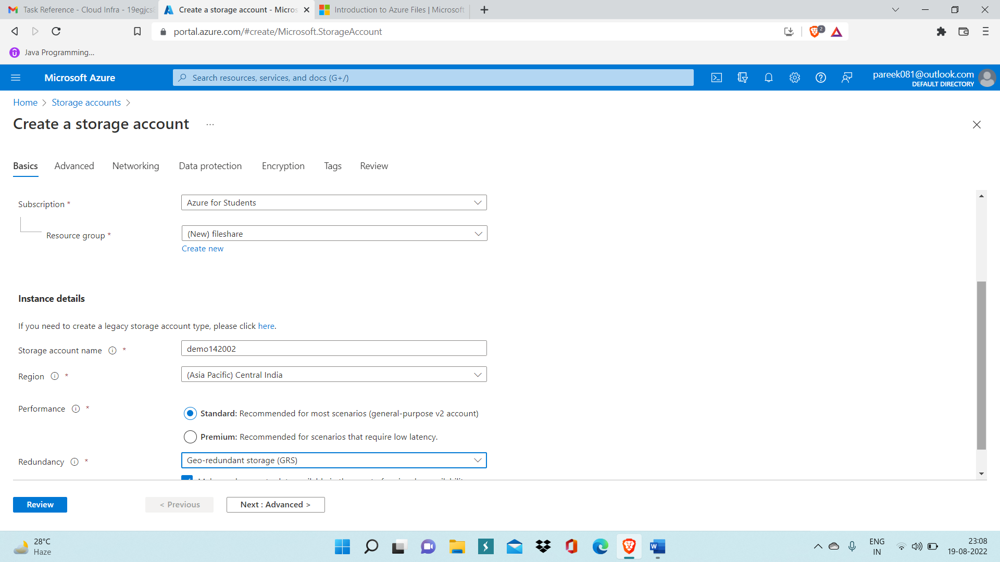 Task Reference - Cloud Infra - 19egjcs8
Create a storage account - Micros
Introduction to Azure Files | Microsoft
portal.azure.com/#create/Microsoft.StorageAccount
2
Java Programming...
Microsoft Azure
Search resources, services, and docs (G+/)
pareek081@outlook.com
DEFAULT DIRECTORY
Home > Storage accounts >
Create a storage account ...
Basics Advanced Networking Data protection Encryption Tags Review
Subscription *
Azure for Students
Resource group *
(New) fileshare
Create new
Instance details
If you need to create a legacy storage account type, please click here.
Storage account name *
demo142002
Region *
(Asia Pacific) Central India
Performance *
Standard: Recommended for most scenarios (general-purpose v2 account)
Premium: Recommended for scenarios that require low latency.
Redundancy *
Geo-redundant storage (GRS)
Review
< Previous
Next : Advanced >
28°C
Haze
ENG
IN
23:08
19-08-2022